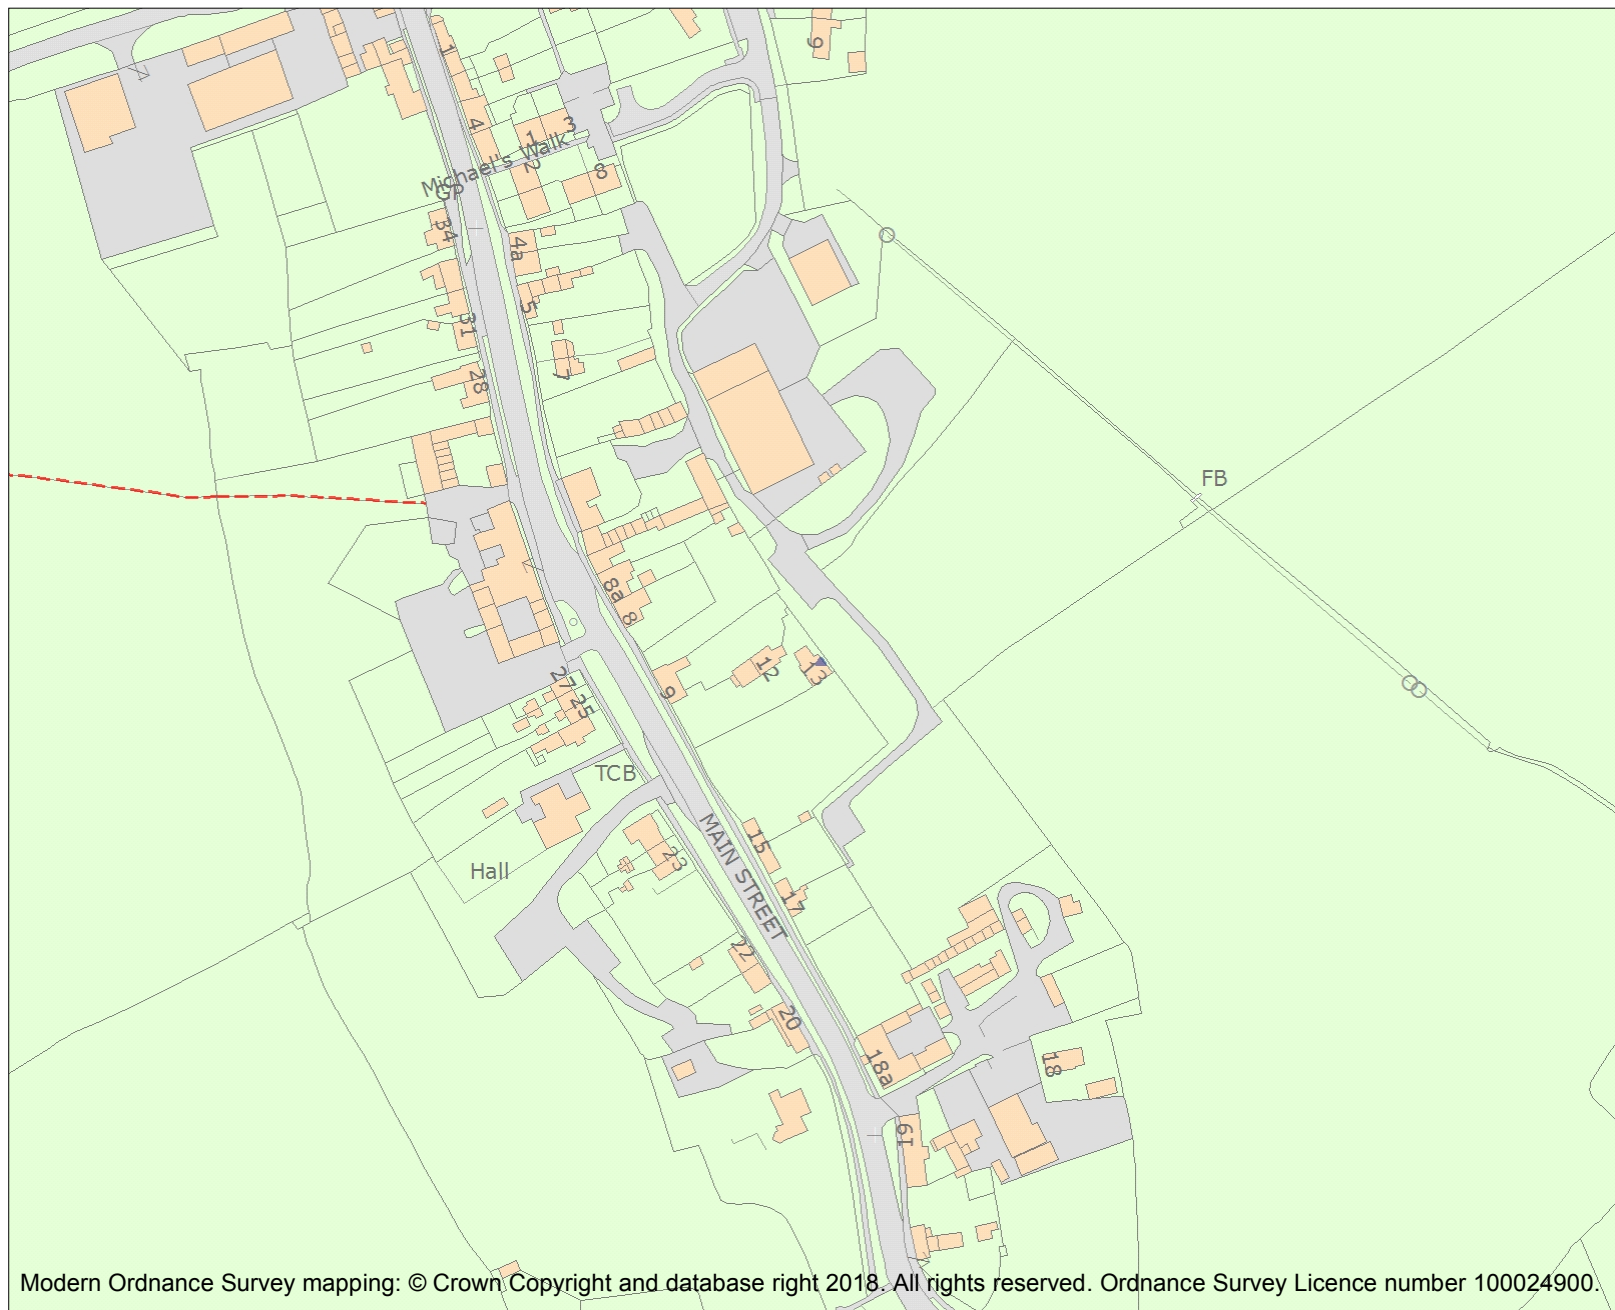 1
9
4
1
3
2
Michael's Walk
8
GP
34
4a
5
31
7
28
FB
8a
8
27
25
9
12
13
TCB
15
MAIN STREET
23
Hall
17
22
20
18a
18
19
Modern Ordnance Survey mapping: © Crown Copyright and database right 2018. All rights reserved. Ordnance Survey Licence number 100024900.